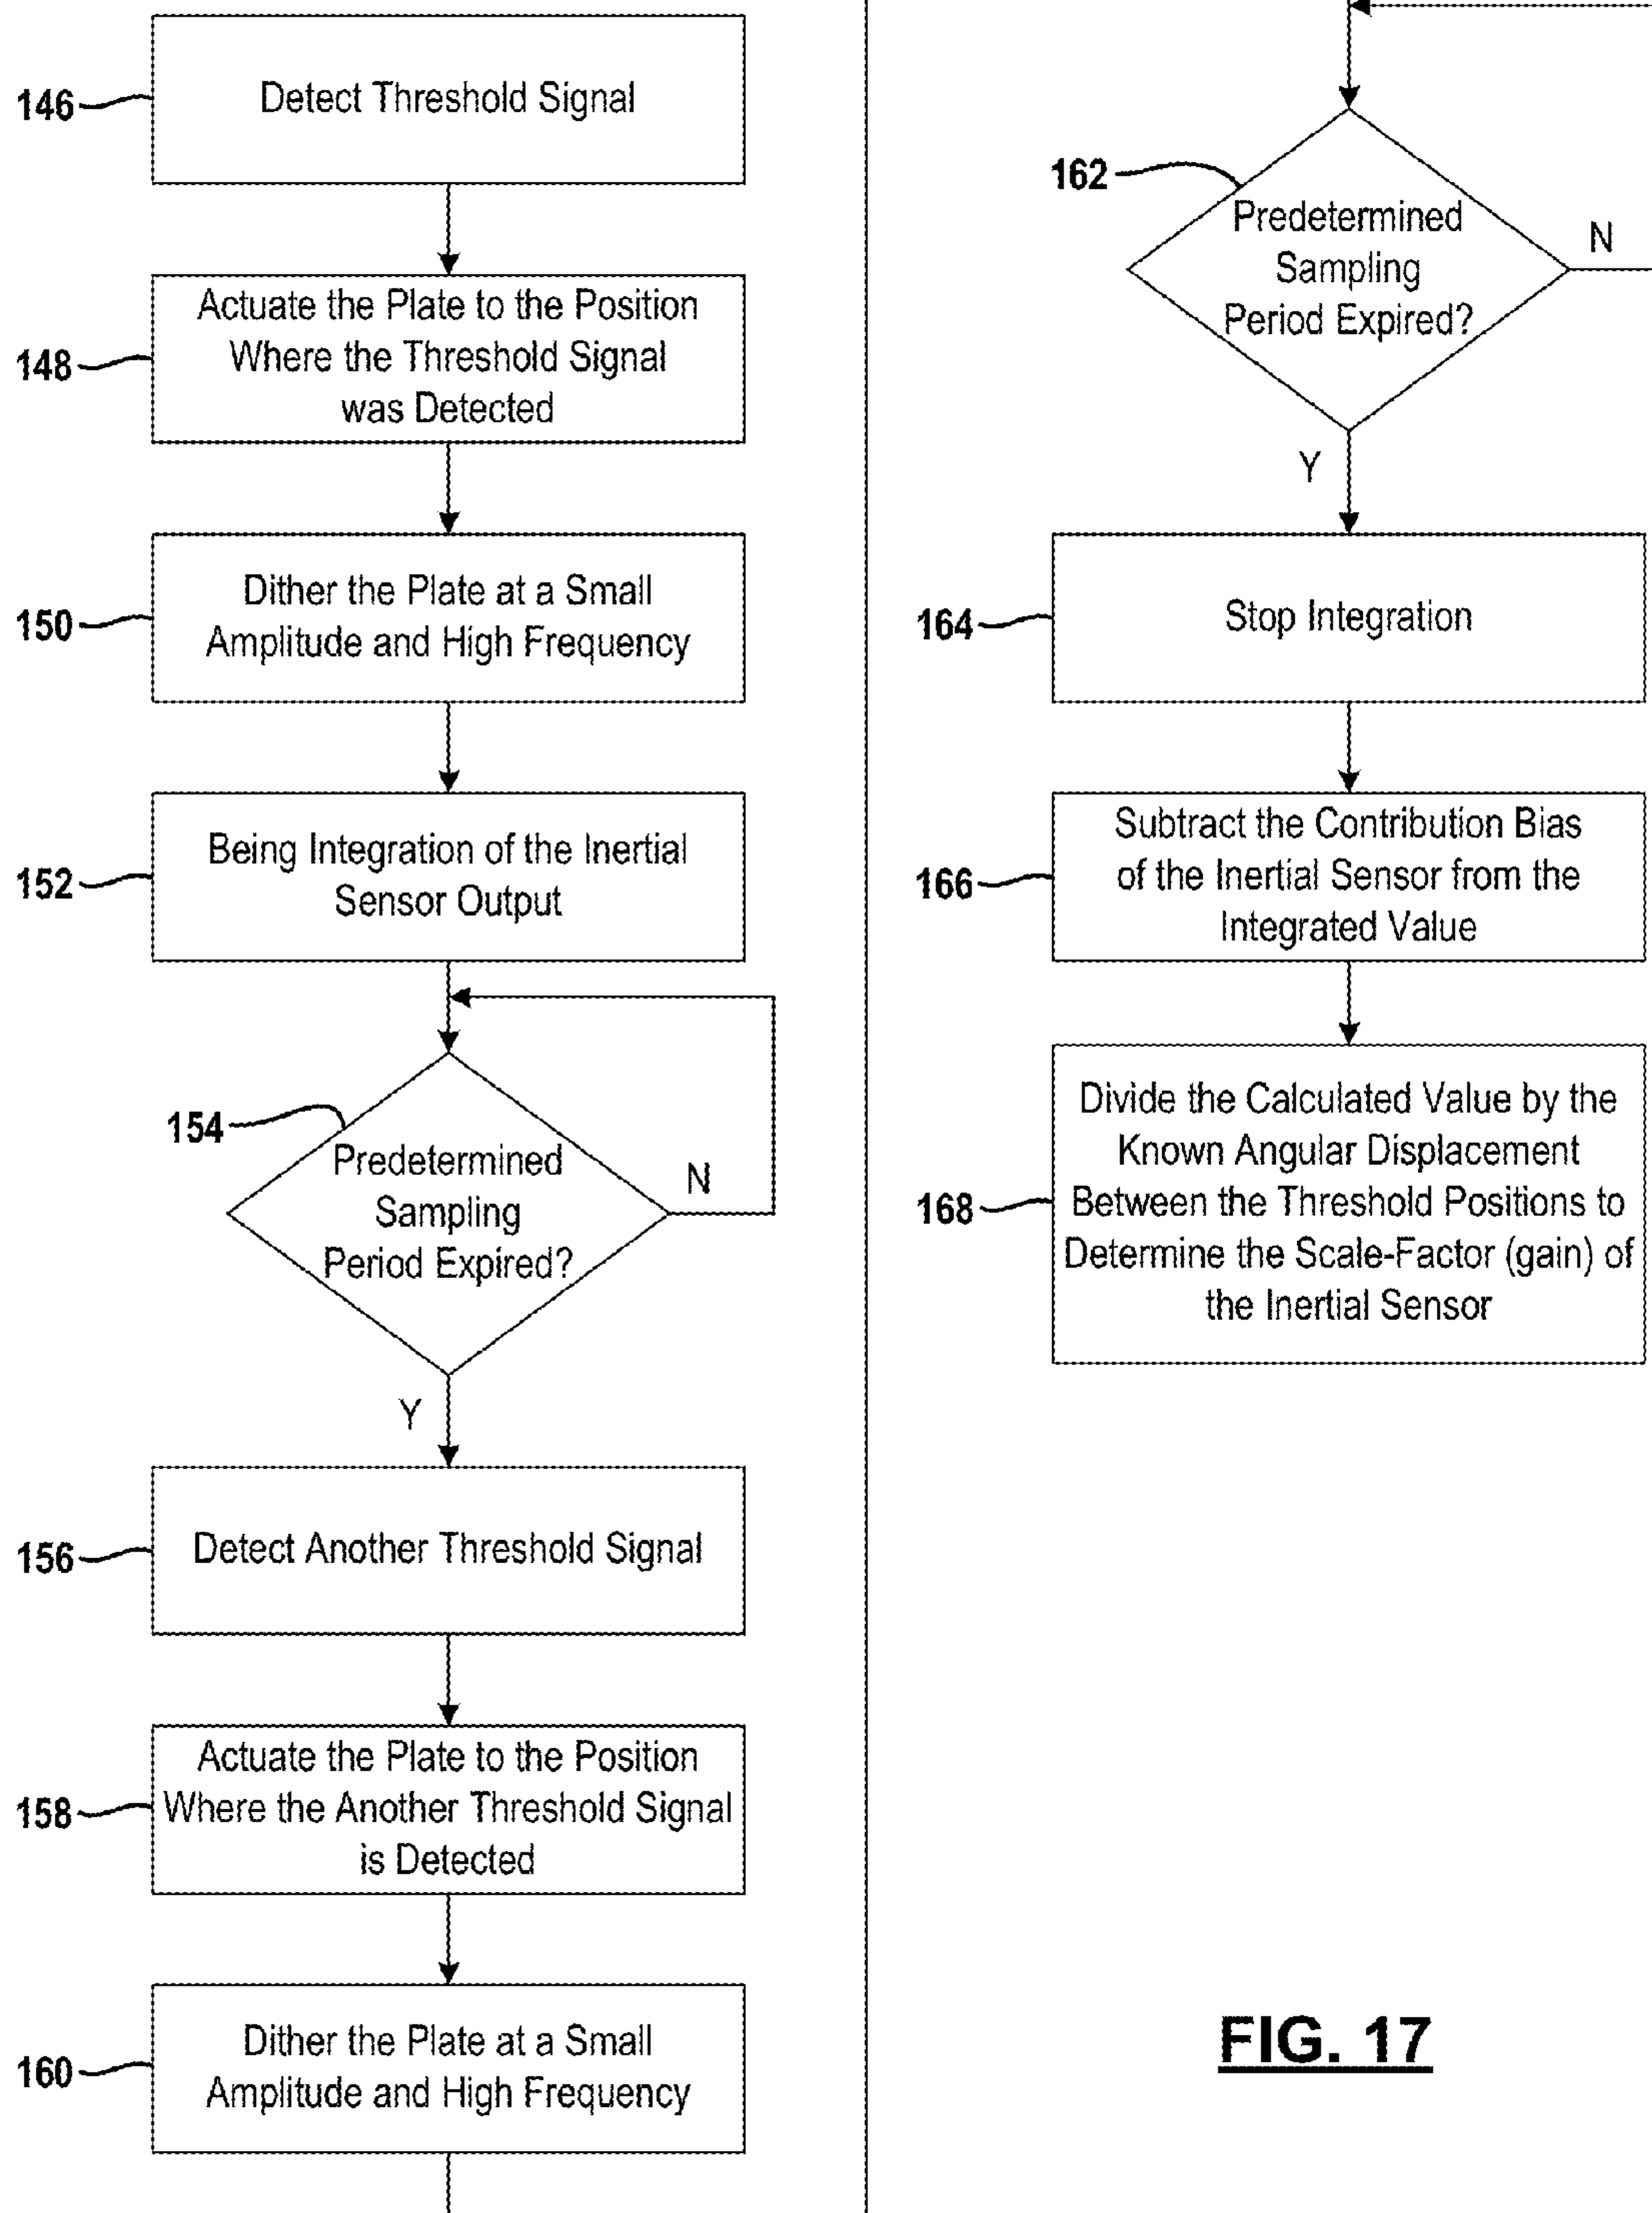 146
Detect Threshold Signal
148
Actuate the Plate to the Position
Where the Threshold Signal
was Detected
150
Dither the Plate at a Small
Amplitude and High Frequency
152
Being Integration of the Inertial
Sensor Output
154
Predetermined
Sampling
Period Expired?
N
Y
156
Detect Another Threshold Signal
158
Actuate the Plate to the Position
Where the Another Threshold Signal
is Detected
160
Dither the Plate at a Small
Amplitude and High Frequency
162
Predetermined
Sampling
Period Expired?
N
Y
164
Stop Integration
166
Subtract the Contribution Bias
of the Inertial Sensor from the
Integrated Value
168
Divide the Calculated Value by the
Known Angular Displacement
Between the Threshold Positions to
Determine the Scale-Factor (gain) of
the Inertial Sensor
FIG. 17